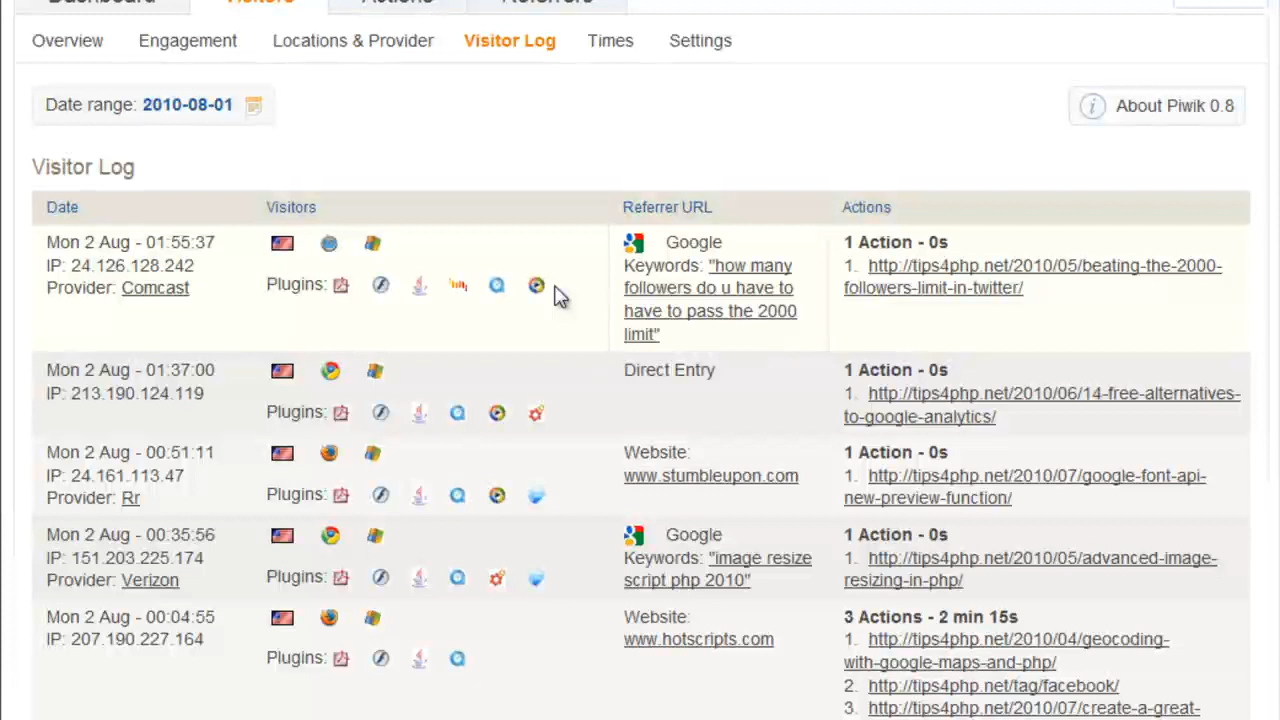 Dashboard Visitors Actions Referrers
Overview Engagement Locations & Provider Visitor Log Times Settings
Date range: 2010-08-01 About Piwik 0.8
Visitor Log
Date Visitors Referrer URL Actions
Mon 2 Aug - 01:55:37 Google 1 Action - 0s
IP: 24.126.128.242 Keywords: "how many 1. http://tips4php.net/2010/05/beating-the-2000-
Provider: Comcast Plugins: followers do u have to followers-limit-in-twitter/
have to pass the 2000
limit"
Mon 2 Aug - 01:37:00 Direct Entry 1 Action - 0s
IP: 213.190.124.119 1. http://tips4php.net/2010/06/14-free-alternatives-
Plugins: to-google-analytics/
Mon 2 Aug - 00:51:11 Website: 1 Action - 0s
IP: 24.161.113.47 www.stumbleupon.com 1. http://tips4php.net/2010/07/google-font-api-
Provider: Rr Plugins: new-preview-function/
Mon 2 Aug - 00:35:56 Google 1 Action - 0s
IP: 151.203.225.174 Keywords: "image resize 1. http://tips4php.net/2010/05/advanced-image-
Provider: Verizon Plugins: script php 2010" resizing-in-php/
Mon 2 Aug - 00:04:55 Website: 3 Actions - 2 min 15s
IP: 207.190.227.164 www.hotscripts.com 1. http://tips4php.net/2010/04/geocoding-
Plugins: with-google-maps-and-php/
2. http://tips4php.net/tag/facebook/
3. http://tips4php.net/2010/07/create-a-great-